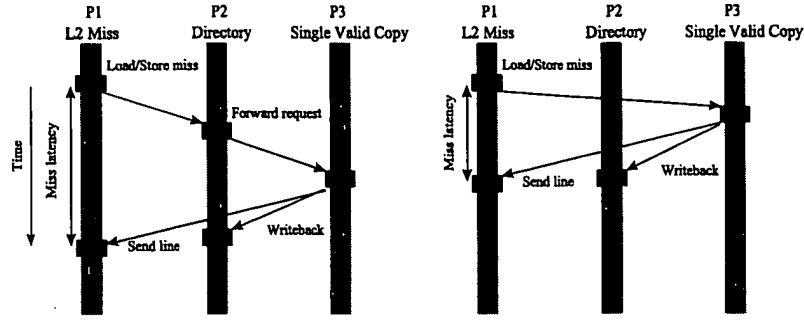 P1 P2 P3
L2 Miss Directory Single Valid Copy
Load/Store miss
Forward request
Time
Miss latency
Writeback
Send line
P1 P2 P3
L2 Miss Directory Single Valid Copy
Load/Store miss
Miss latency
Writeback
Send line